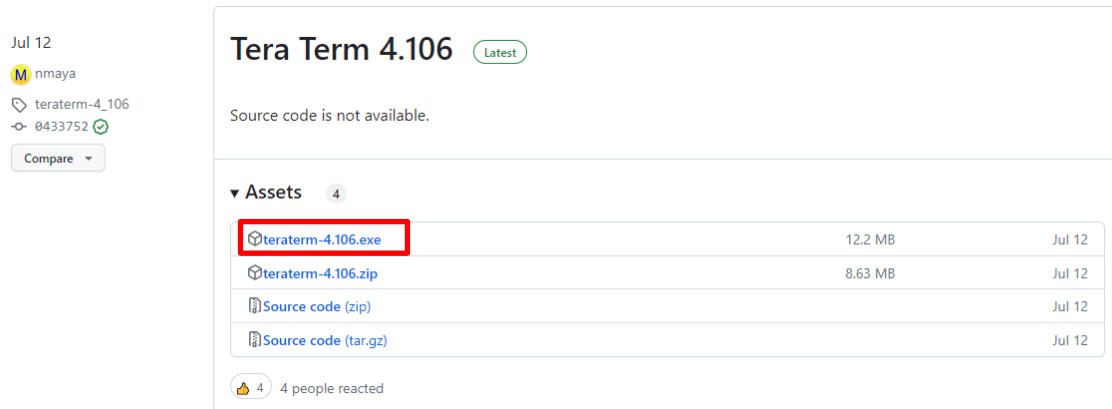 Jul 12
M nmaya
teraterm-4_106
0433752
Compare
Tera Term 4.106 Latest
Source code is not available.
Assets 4
teraterm-4.106.exe 12.2 MB Jul 12
teraterm-4.106.zip 8.63 MB Jul 12
Source code (zip) Jul 12
Source code (tar.gz) Jul 12
4 4 people reacted